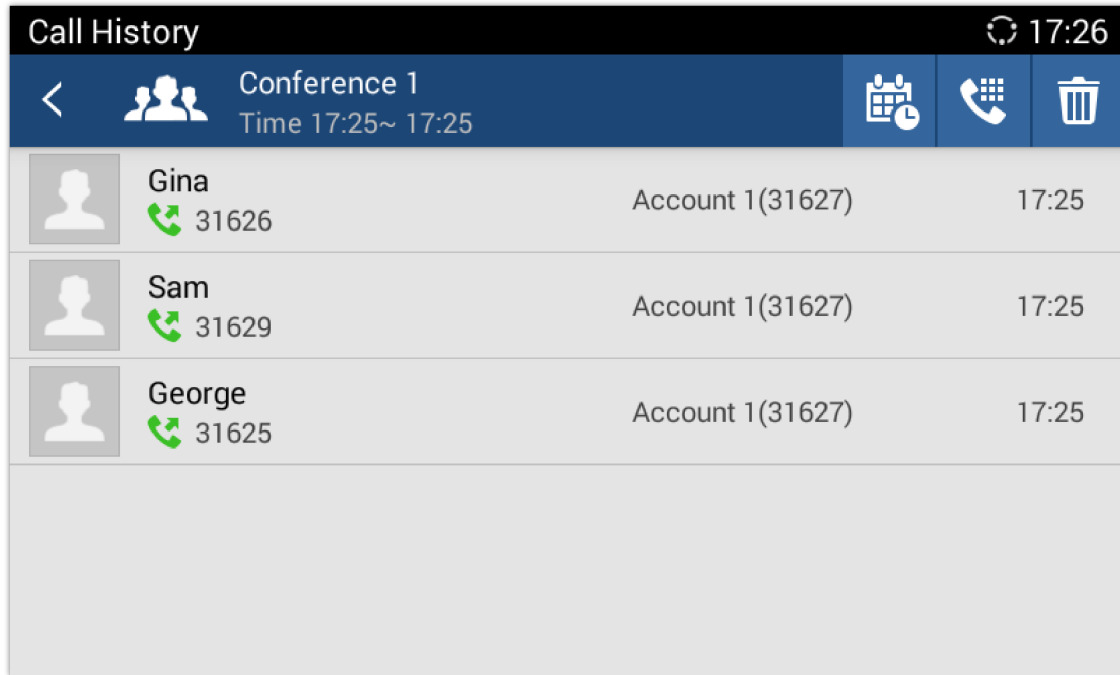 Call History 17:26
Conference 1
Time 17:25~ 17:25
Gina
31626 Account 1(31627) 17:25
Sam
31629 Account 1(31627) 17:25
George
31625 Account 1(31627) 17:25